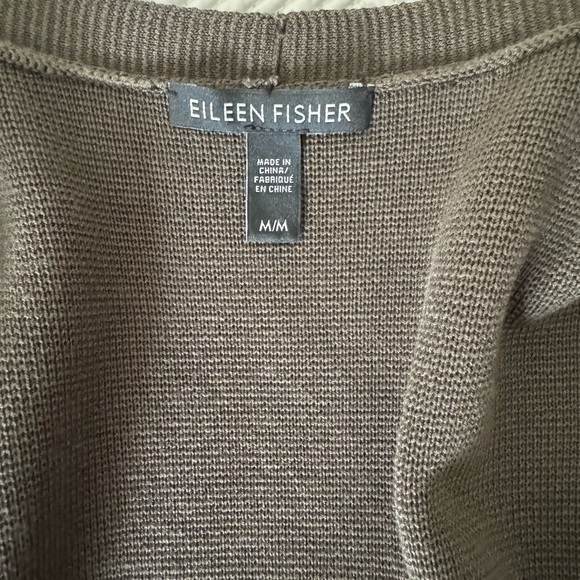 EILEEN FISHER
MADE IN
CHINA/
FABRIQUÉ
EN CHINE
M/M